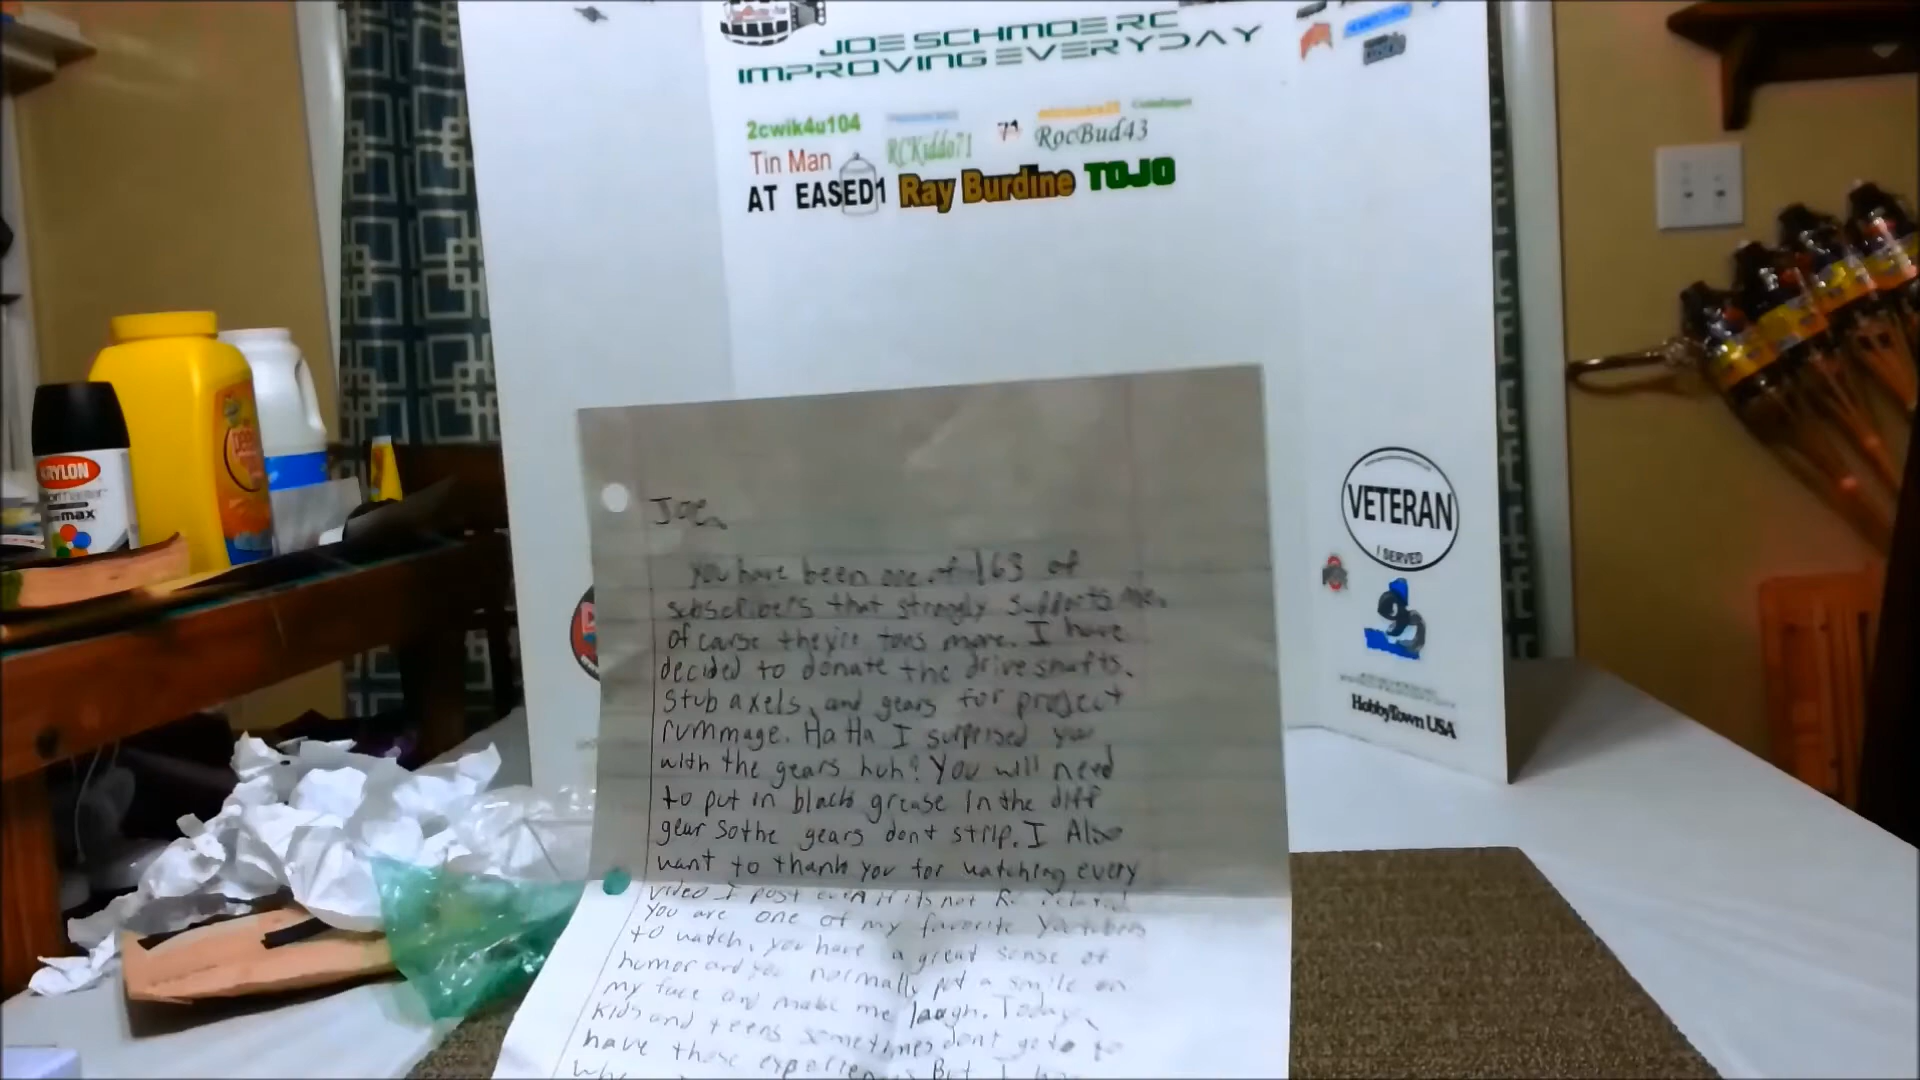 JOE SCHMOE RC
IMPROVING EVERYDAY
2cwik4u104
RCKiddo71
71
RocBud43
Tin Man
AT EASED1
Ray Burdine
TOJO
KRYLON
max
VETERAN
I SERVED
HobbyTown USA
Joe,
You have been one of 163 of
subscribers that strongly supports me.
of carse they're tons more. I have
decided to donate the drive shafts.
Stub axels, and gears for project
rummage. Ha Ha I surprised you
with the gears huh? You will need
to put in black grease in the diff
gear so the gears dont strip. I Also
want to thank you for watching every
video I post even if its not Rc related
You are one of my favorite Youtubers
to watch. you have a great sense of
humor and you normally put a smile on
my face and make me laugh. Today,
kids and teens sometimes dont get to
have those experiences But I